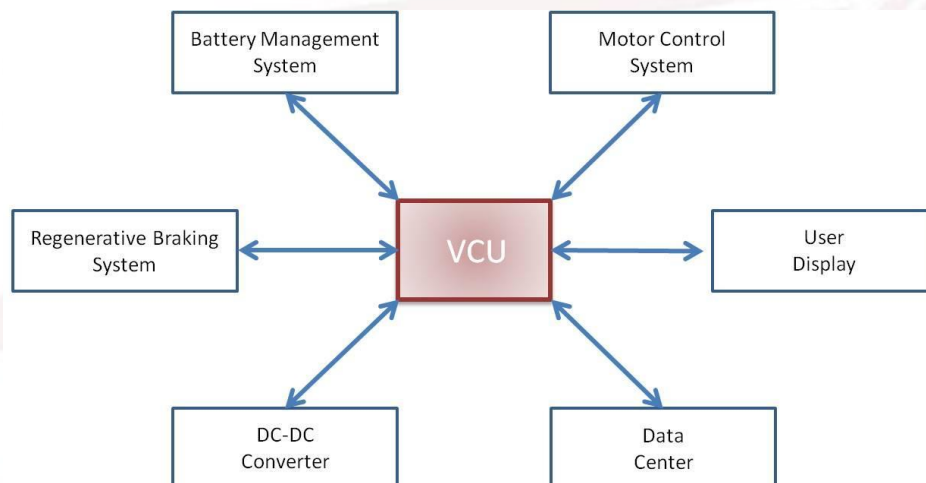 Battery Management
System
Motor Control
System
Regenerative Braking
System
VCU
User
Display
DC-DC
Converter
Data
Center